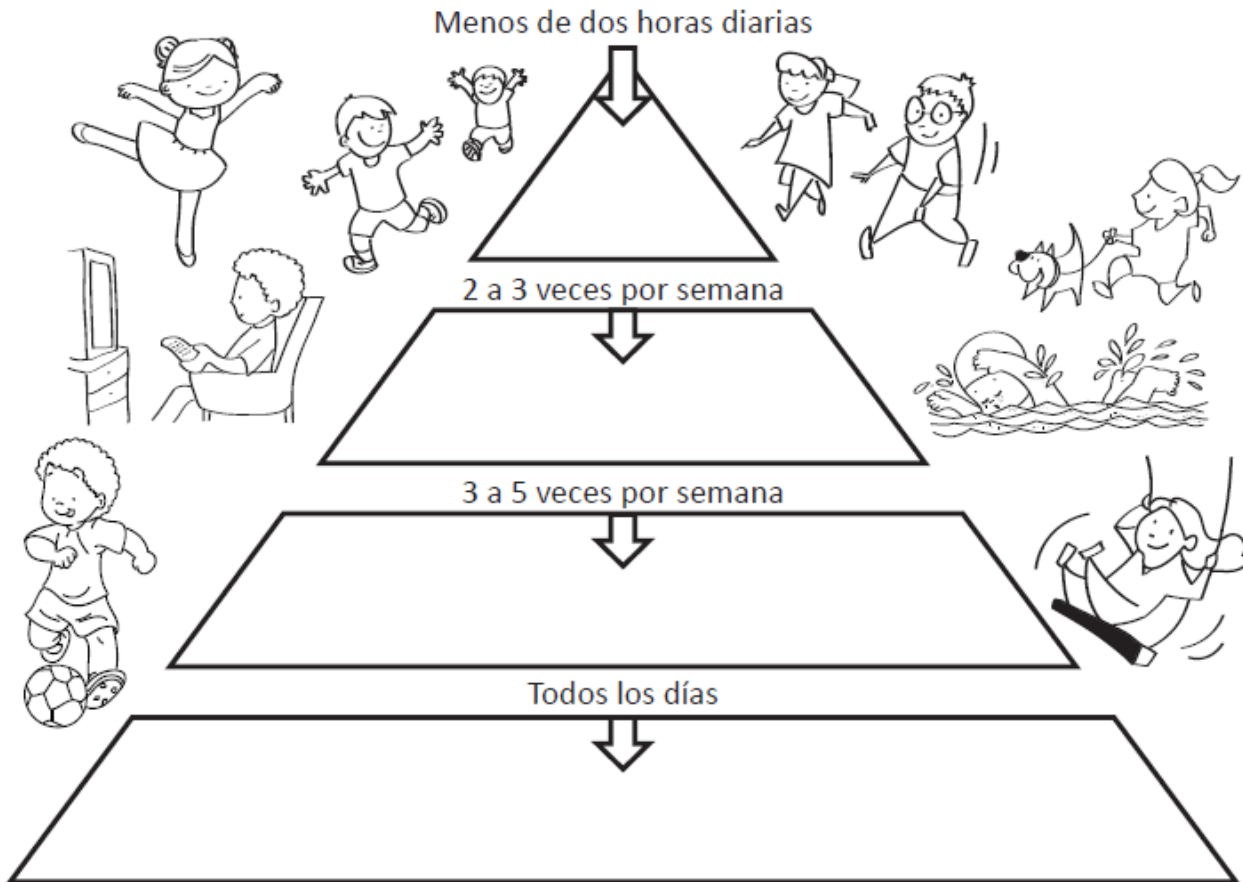 Menos de dos horas diarias
2 a 3 veces por semana
3 a 5 veces por semana
Todos los días